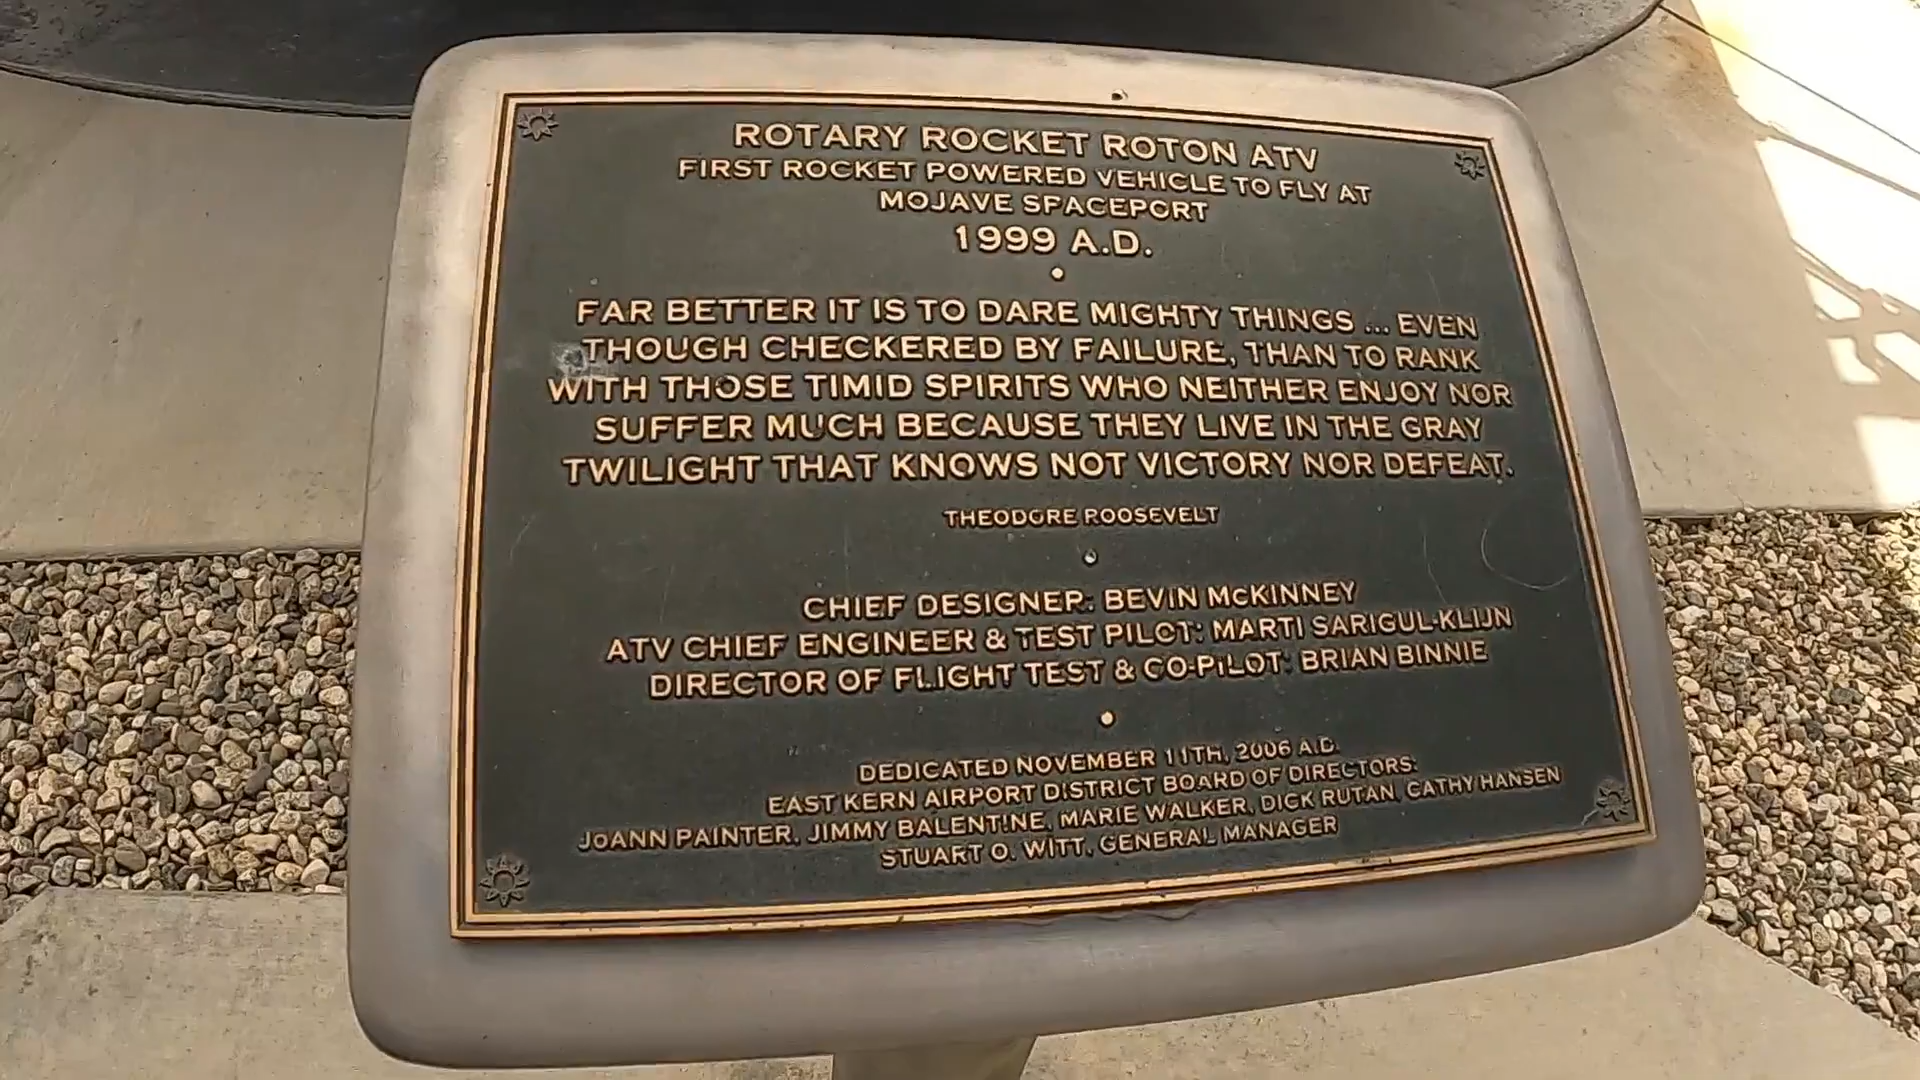 ROTARY ROCKET ROTON ATV
FIRST ROCKET POWERED VEHICLE TO FLY AT
MOJAVE SPACEPORT
1999 A.D.
FAR BETTER IT IS TO DARE MIGHTY THINGS ... EVEN
THOUGH CHECKERED BY FAILURE, THAN TO RANK
WITH THOSE TIMID SPIRITS WHO NEITHER ENJOY NOR
SUFFER MUCH BECAUSE THEY LIVE IN THE GRAY
TWILIGHT THAT KNOWS NOT VICTORY NOR DEFEAT.
THEODORE ROOSEVELT
CHIEF DESIGNER: BEVIN McKINNEY
ATV CHIEF ENGINEER & TEST PILOT: MARTI SARIGUL-KLIJN
DIRECTOR OF FLIGHT TEST & CO-PILOT: BRIAN BINNIE
DEDICATED NOVEMBER 11TH, 2006 A.D.
EAST KERN AIRPORT DISTRICT BOARD OF DIRECTORS:
JOANN PAINTER, JIMMY BALENTINE, MARIE WALKER, DICK RUTAN, CATHY HANSEN
STUART O. WITT, GENERAL MANAGER